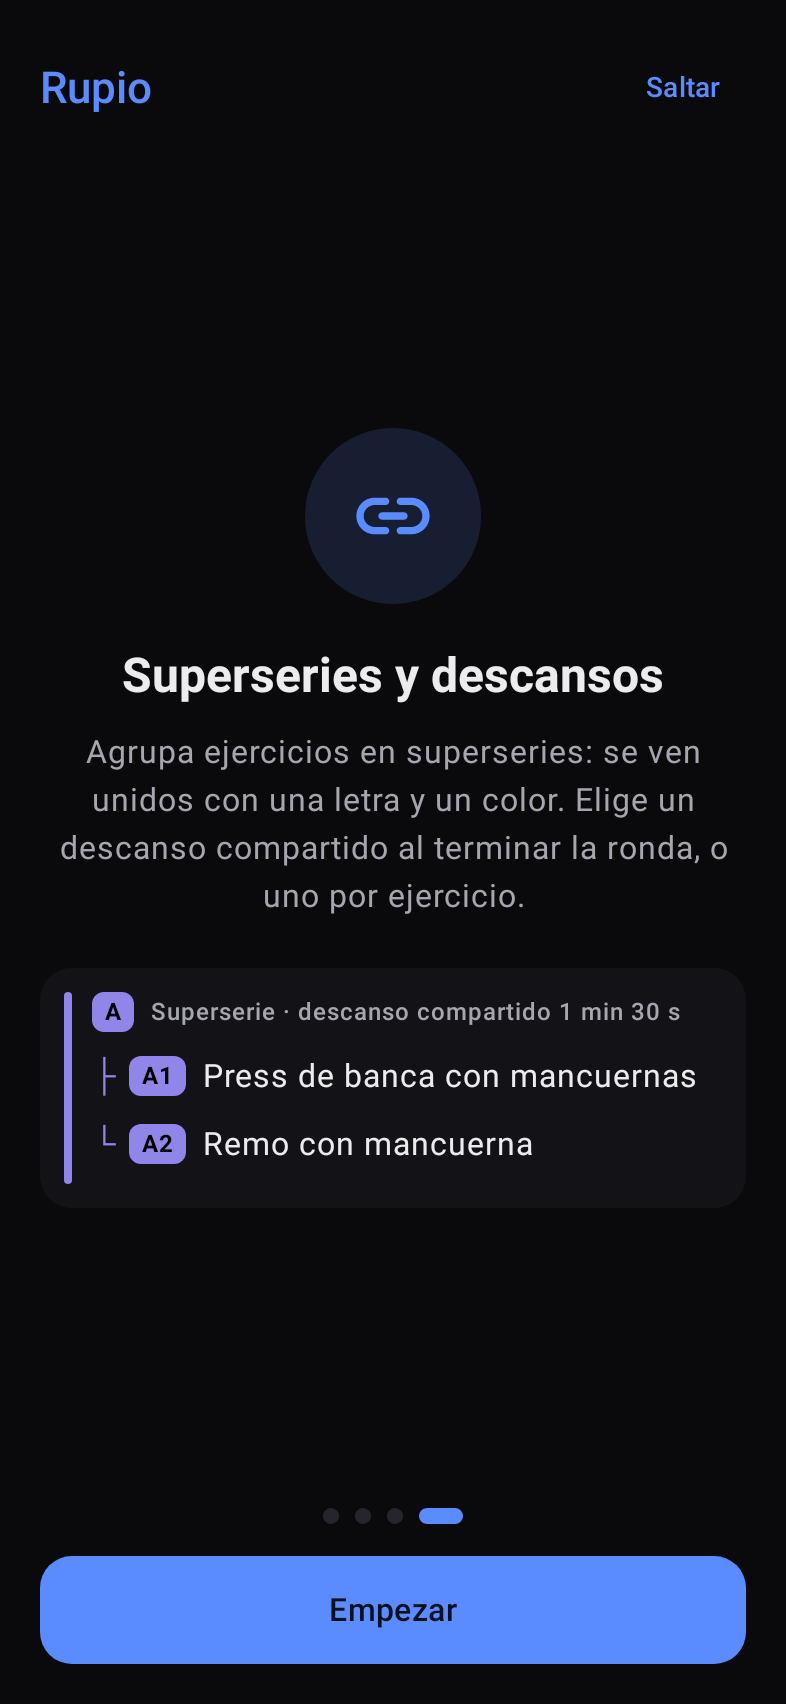 Rupio
Saltar
Superseries y descansos
Agrupa ejercicios en superseries: se ven
unidos con una letra y un color. Elige un
descanso compartido al terminar la ronda, o
uno por ejercicio.
A Superserie · descanso compartido 1 min 30 s
├ A1 Press de banca con mancuernas
└ A2 Remo con mancuerna
Empezar